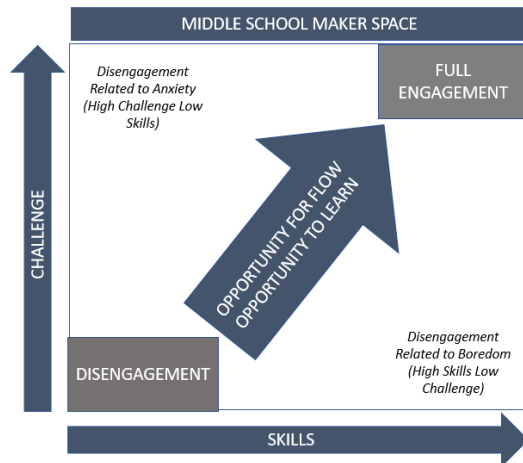 MIDDLE SCHOOL MAKER SPACE
Disengagement
Related to Anxiety
(High Challenge Low
Skills)
FULL
ENGAGEMENT
CHALLENGE
OPPORTUNITY FOR FLOW
OPPORTUNITY TO LEARN
Disengagement
Related to Boredom
(High Skills Low
Challenge)
DISENGAGEMENT
SKILLS